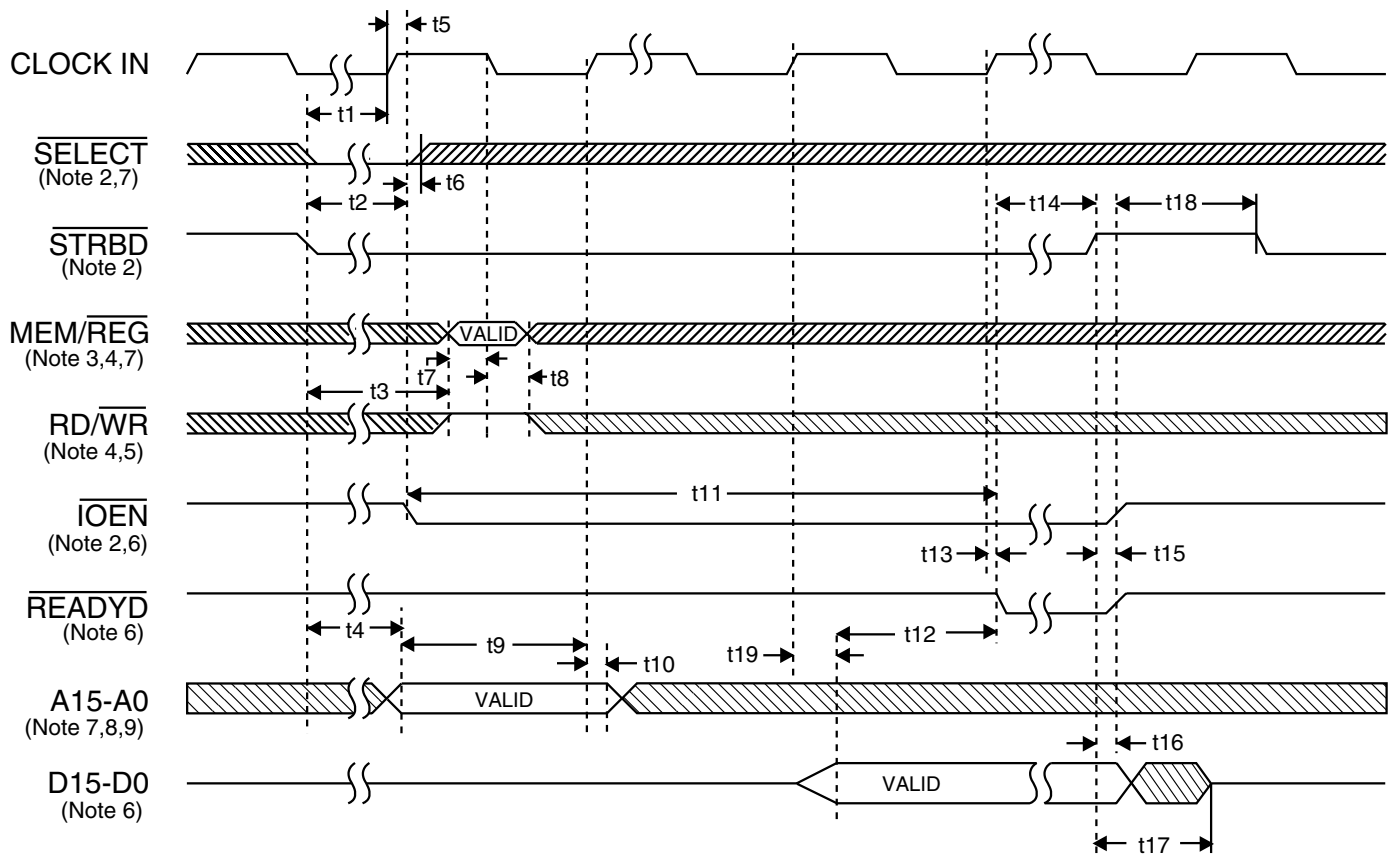 t5
CLOCK IN
t1
SELECT
(Note 2,7)
t6
t2
t14
t18
STRBD
(Note 2)
MEM/REG
(Note 3,4,7)
VALID
t7
t8
t3
RD/WR
(Note 4,5)
t11
IOEN
(Note 2,6)
t13
t15
READYD
(Note 6)
t4
t9
t12
t19
t10
A15-A0
(Note 7,8,9)
VALID
t16
D15-D0
(Note 6)
VALID
t17